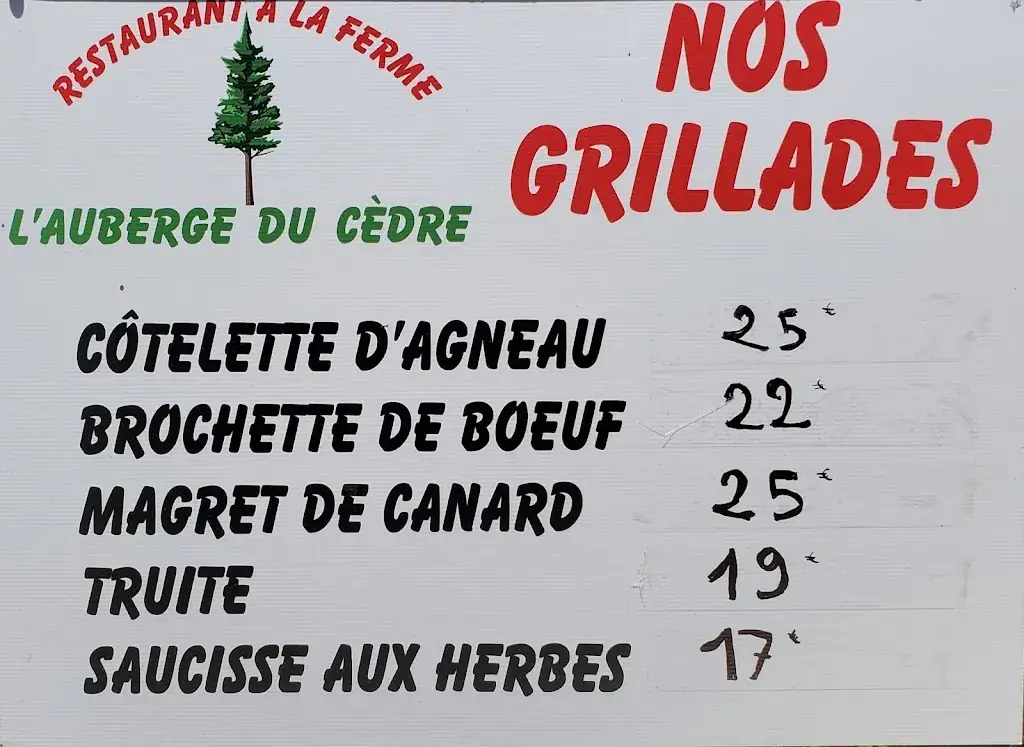 RESTAURANT A LA FERME
L'AUBERGE DU CÈDRE
NOS
GRILLADES
CÔTELETTE D'AGNEAU 25€
BROCHETTE DE BOEUF 22€
MAGRET DE CANARD 25€
TRUITE 19€
SAUCISSE AUX HERBES 17€